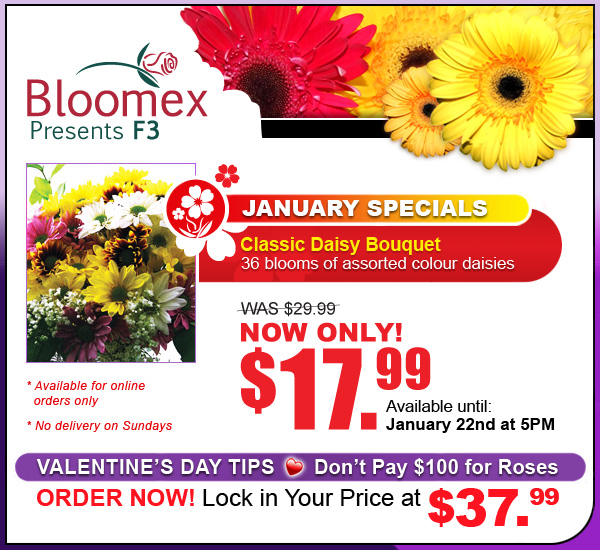 Bloomex
Presents F3
JANUARY SPECIALS
Classic Daisy Bouquet
36 blooms of assorted colour daisies
WAS $29.99
NOW ONLY!
$17.99
Available until:
January 22nd at 5PM
* Available for online
orders only
* No delivery on Sundays
VALENTINE'S DAY TIPS Don't Pay $100 for Roses
ORDER NOW! Lock in Your Price at $37.99